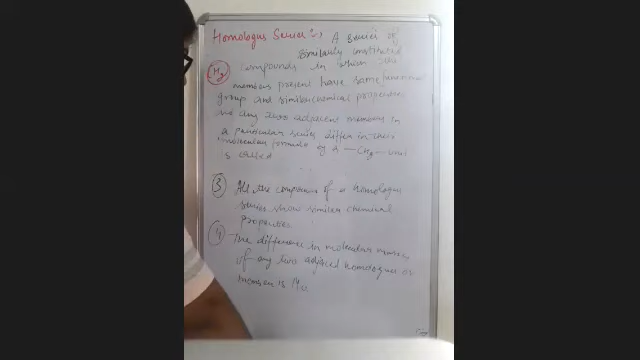 Homologus Series :- A series of
similarly constituted
compounds in which the
members present have same functional
group and similar chemical properties
and any two adjacent members in
a particular series differ in their
molecular formula by a — CH2 — unit
is called
3 All the compounds of a homologus
series show similar chemical
properties
4 The difference in molecular masses
of any two adjacent homologues or
members is 14u